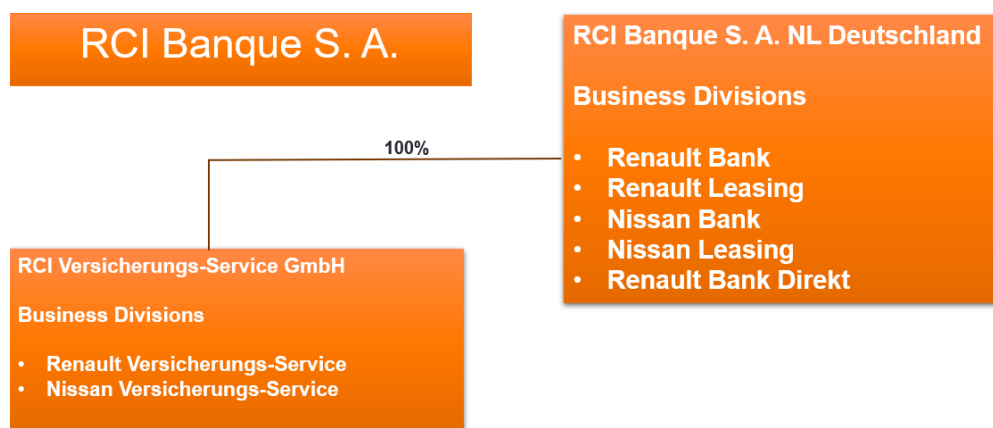 RCI Banque S. A.
RCI Banque S. A. NL Deutschland
Business Divisions
• Renault Bank
• Renault Leasing
• Nissan Bank
• Nissan Leasing
• Renault Bank Direkt
100%
RCI Versicherungs-Service GmbH
Business Divisions
• Renault Versicherungs-Service
• Nissan Versicherungs-Service